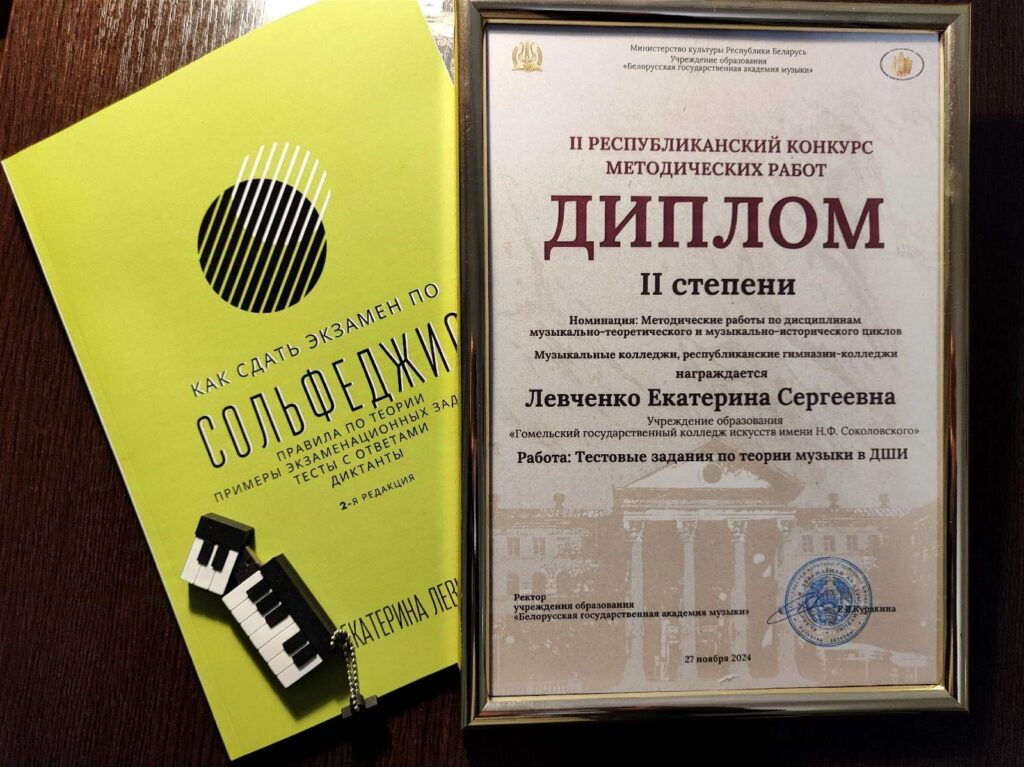 КАК СДАТЬ ЭКЗАМЕН ПО
СОЛЬФЕДЖИО
ПРАВИЛА ПО ТЕОРИИ
ПРИМЕРЫ ЭКЗАМЕНАЦИОННЫХ ЗАД
ТЕСТЫ С ОТВЕТАМИ
ДИКТАНТЫ
2-я РЕДАКЦИЯ
ЕКАТЕРИНА ЛЕВ
Министерство культуры Республики Беларусь
Учреждение образования
«Белорусская государственная академия музыки»
II РЕСПУБЛИКАНСКИЙ КОНКУРС
МЕТОДИЧЕСКИХ РАБОТ
ДИПЛОМ
II степени
Номинация: Методические работы по дисциплинам
музыкально-теоретического и музыкально-исторического циклов
Музыкальные колледжи, республиканские гимназии-колледжи
награждается
Левченко Екатерина Сергеевна
Учреждение образования
«Гомельский государственный колледж искусств имени Н.Ф. Соколовского»
Работа: Тестовые задания по теории музыки в ДШИ
Ректор
учреждения образования
«Белорусская государственная академия музыки»
Куракина
27 ноября 2024